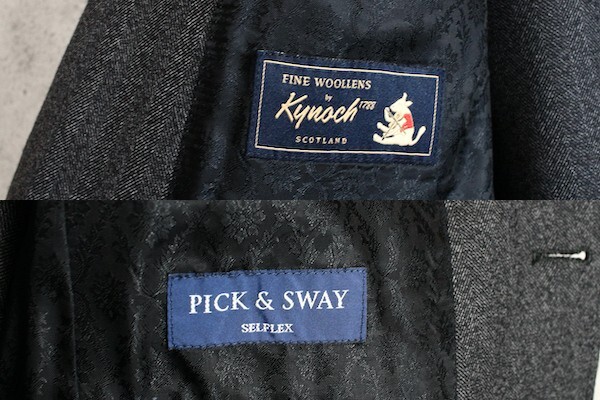 FINE WOOLLENS
by
Kynoch 1788
SCOTLAND
PICK & SWAY
SELFLEX